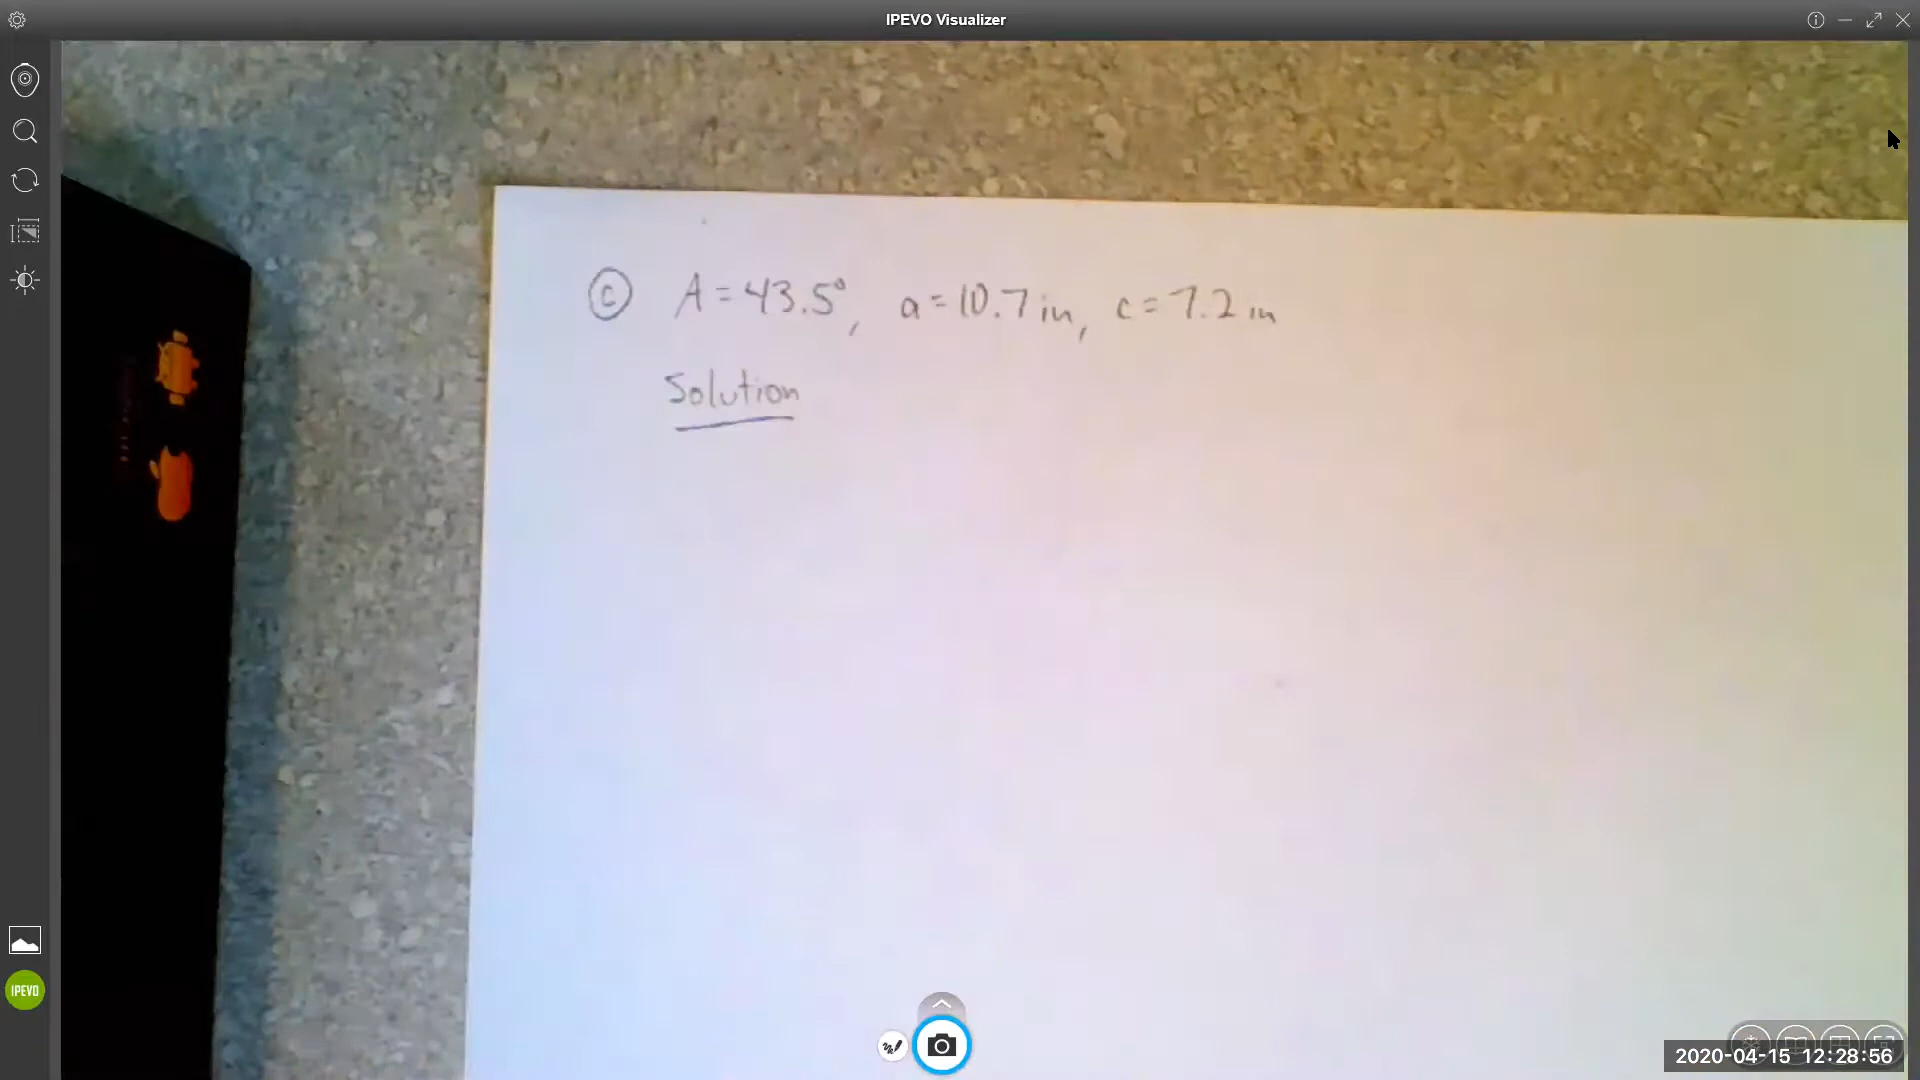 IPEVO Visualizer
ⓒ A = 43.5°, a = 10.7 in, c = 7.2 in
Solution
IPEVO
2020-04-15 12:28:56